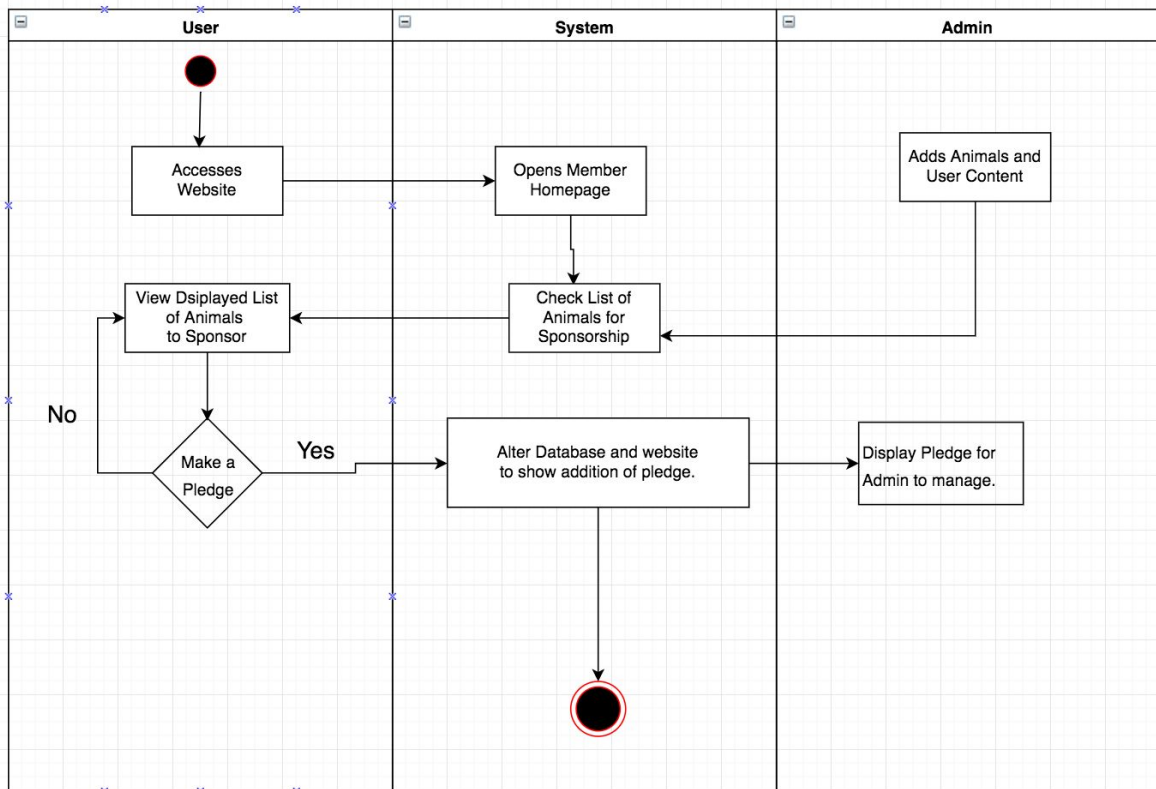 User
System
Admin
Accesses
Website
Opens Member
Homepage
Adds Animals and
User Content
View Dsiplayed List
of Animals
to Sponsor
Check List of
Animals for
Sponsorship
No
Make a
Pledge
Yes
Alter Database and website
to show addition of pledge.
Display Pledge for
Admin to manage.